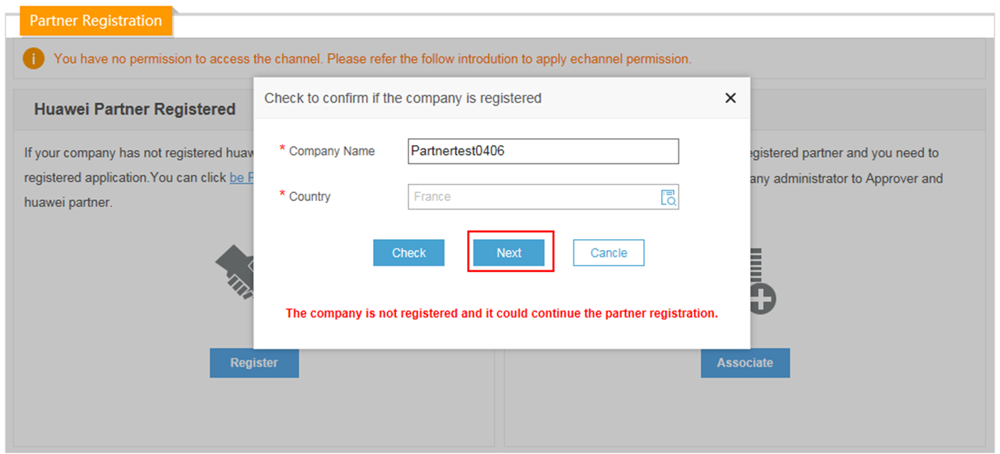 Partner Registration
i
You have no permission to access the channel. Please refer the follow introdution to apply echannel permission.
Huawei Partner Registered
If your company has not registered huaw
registered application.You can click be F
huawei partner.
Register
Check to confirm if the company is registered
* Company Name Partnertest0406
* Country France
Check Next Cancle
The company is not registered and it could continue the partner registration.
egistered partner and you need to
any administrator to Approver and
Associate